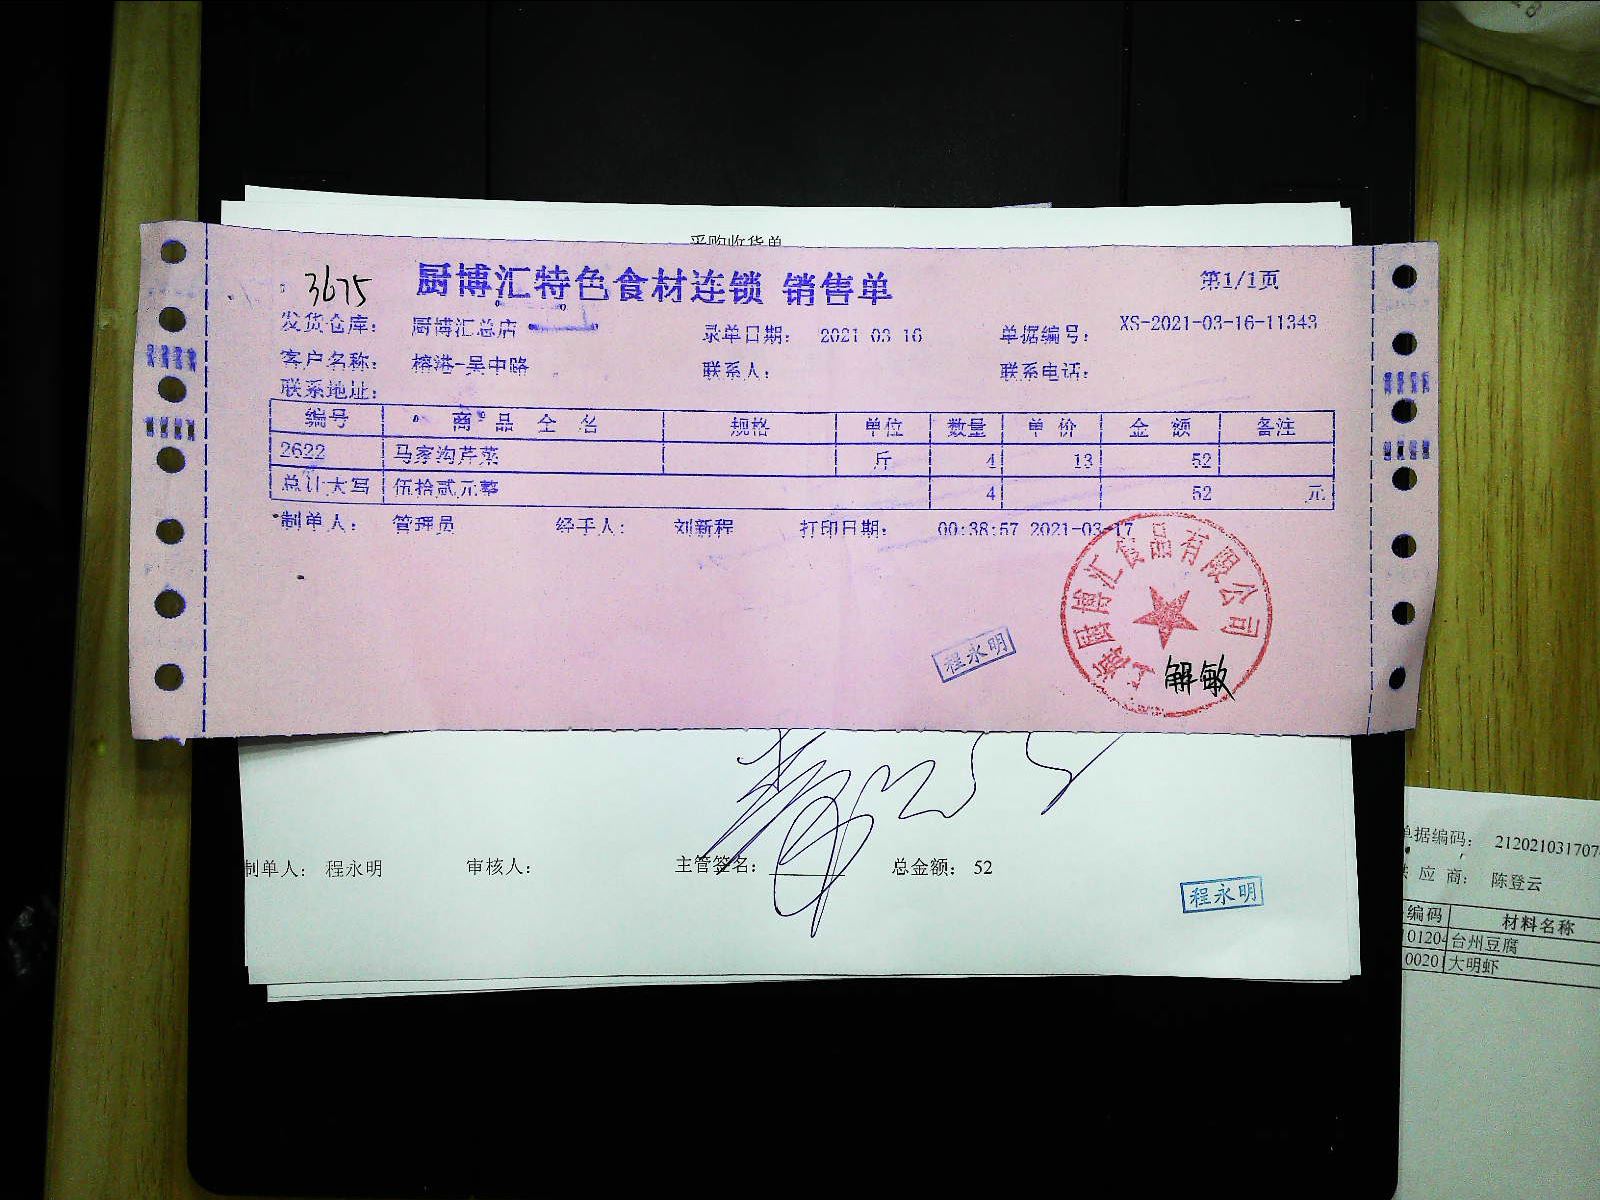 采购收货单
3675
厨博汇特色食材连锁 销售单
第1/1页
发货仓库： 厨博汇总店
录单日期： 2021 03 16
单据编号： XS-2021-03-16-11343
客户名称： 榕港-吴中路
联系人：
联系电话：
联系地址：
编号 商品全名 规格 单位 数量 单价 金额 备注
2622 马家沟芹菜 斤 4 13 52
总计大写 伍拾贰元整 4 52 元
制单人： 管理员 经手人： 刘新程 打印日期： 00:38:57 2021-03-17
上海厨博汇食品有限公司
程永明
解敏
制单人： 程永明 审核人： 主管签名： 总金额： 52
程永明
单据编码： 212021031707
供应商： 陈登云
编码 材料名称
0120 台州豆腐
0020 大明虾